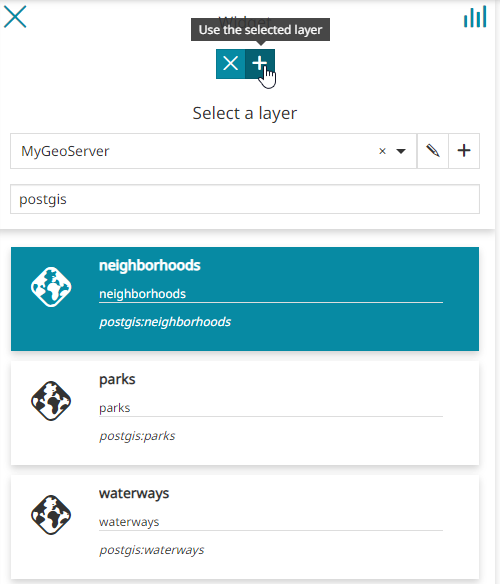 Widget
Use the selected layer
Select a layer
MyGeoServer
postgis
neighborhoods
neighborhoods
postgis:neighborhoods
parks
parks
postgis:parks
waterways
waterways
postgis:waterways